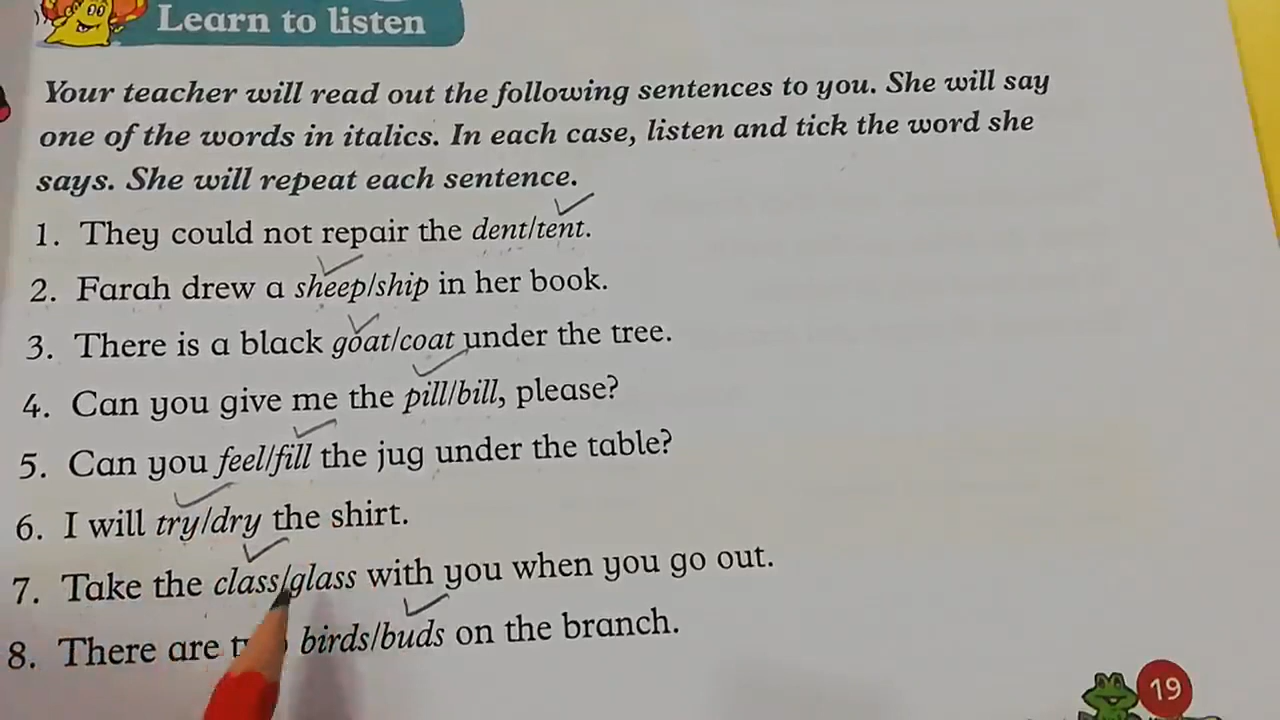 Learn to listen
Your teacher will read out the following sentences to you. She will say
one of the words in italics. In each case, listen and tick the word she
says. She will repeat each sentence.
1. They could not repair the dent/tent.
2. Farah drew a sheep/ship in her book.
3. There is a black goat/coat under the tree.
4. Can you give me the pill/bill, please?
5. Can you feel/fill the jug under the table?
6. I will try/dry the shirt.
7. Take the class/glass with you when you go out.
8. There are birds/buds on the branch.
19